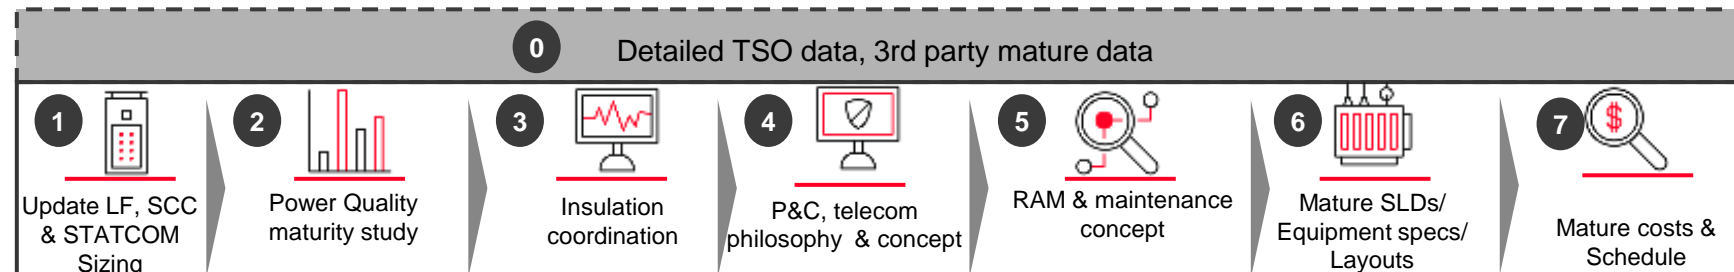 0 Detailed TSO data, 3rd party mature data
1
Update LF, SCC
& STATCOM
Sizing
2
Power Quality
maturity study
3
Insulation
coordination
4
P&C, telecom
philosophy & concept
5
RAM & maintenance
concept
6
Mature SLDs/
Equipment specs/
Layouts
7
$
Mature costs &
Schedule